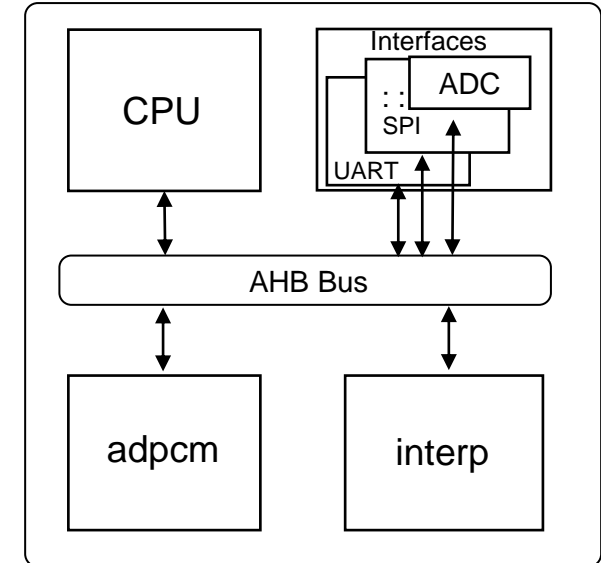 Interfaces
CPU
ADC
: :
SPI
UART
AHB Bus
adpcm
interp